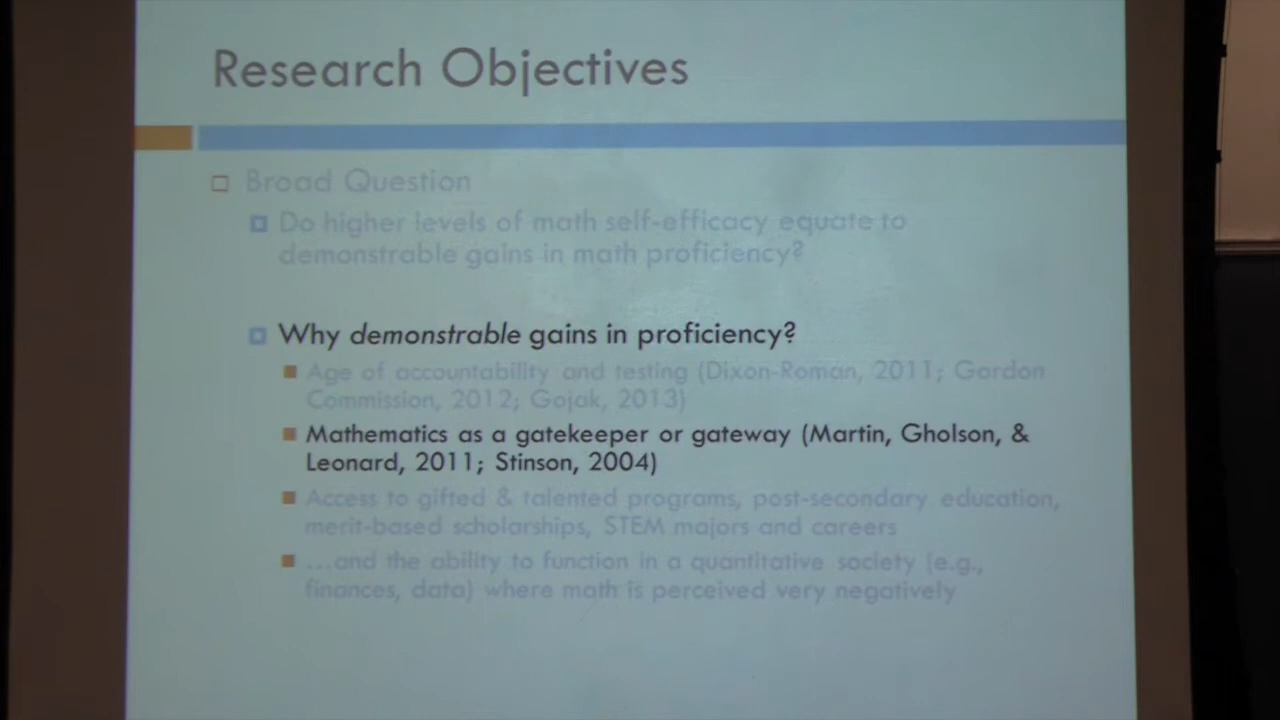 Research Objectives
Broad Question
Do higher levels of math self-efficacy equate to
demonstrable gains in math proficiency?
Why demonstrable gains in proficiency?
Age of accountability and testing (Dixon-Román, 2011; Gordon
Commission, 2012; Gojak, 2013)
Mathematics as a gatekeeper or gateway (Martin, Gholson, &
Leonard, 2011; Stinson, 2004)
Access to gifted & talented programs, post-secondary education,
merit-based scholarships, STEM majors and careers
...and the ability to function in a quantitative society (e.g.,
finances, data) where math is perceived very negatively